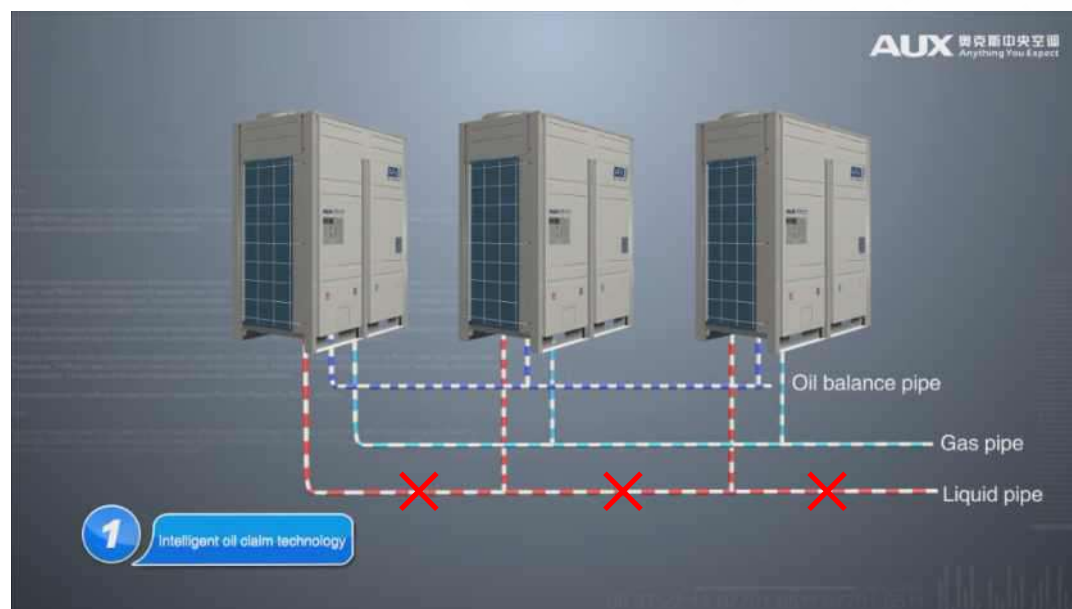 AUX 奥克斯中央空调
Anything You Expect
Oil balance pipe
Gas pipe
Liquid pipe
1
Intelligent oil claim technology